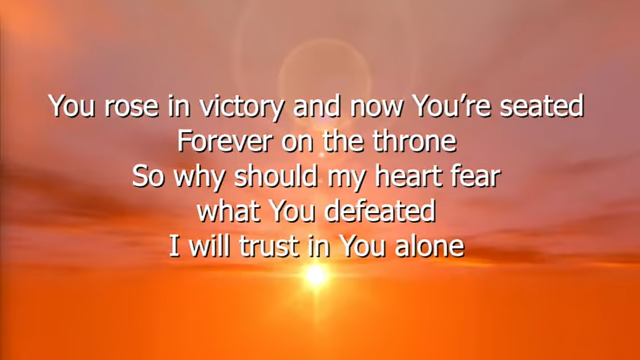 You rose in victory and now You’re seated
Forever on the throne
So why should my heart fear
what You defeated
I will trust in You alone